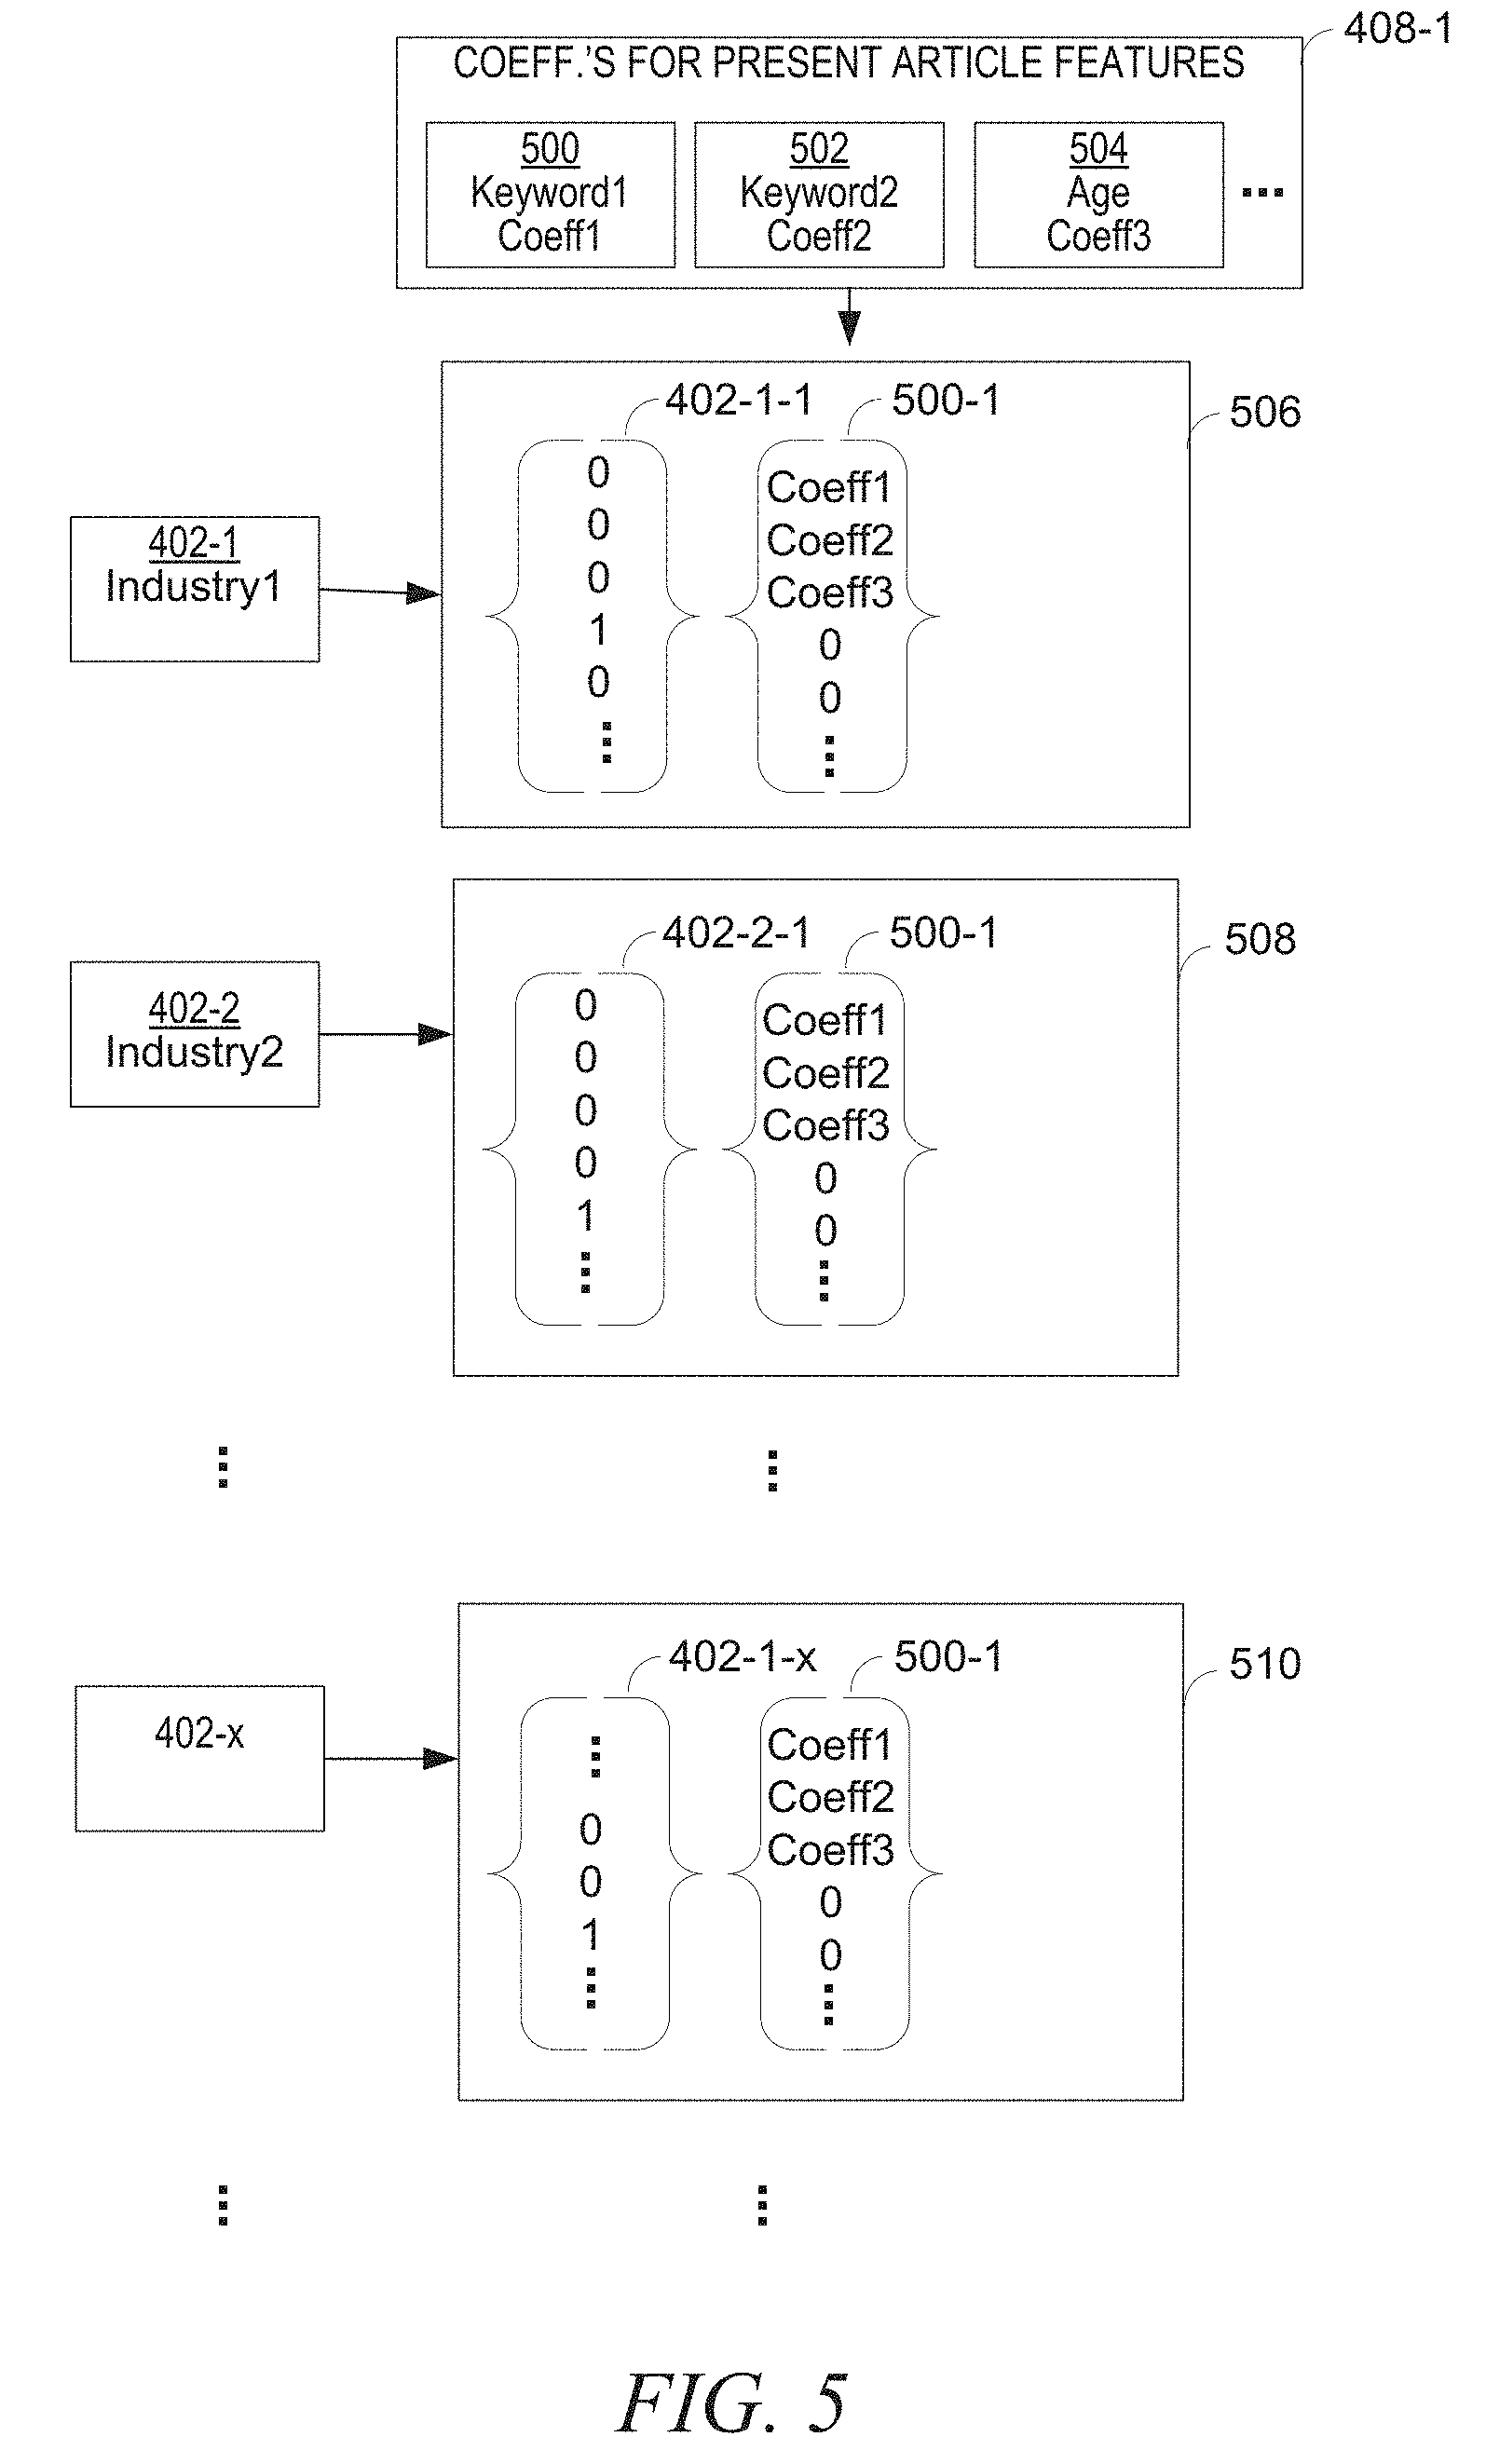 408-1
COEFF.'S FOR PRESENT ARTICLE FEATURES
500
Keyword1
Coeff1
502
Keyword2
Coeff2
504
Age
Coeff3
402-1-1
500-1
506
0
0
0
1
0
Coeff1
Coeff2
Coeff3
0
0
402-1
Industry1
402-2-1
500-1
508
0
0
0
0
1
Coeff1
Coeff2
Coeff3
0
0
402-2
Industry2
402-1-x
500-1
510
0
0
1
Coeff1
Coeff2
Coeff3
0
0
402-x
FIG. 5